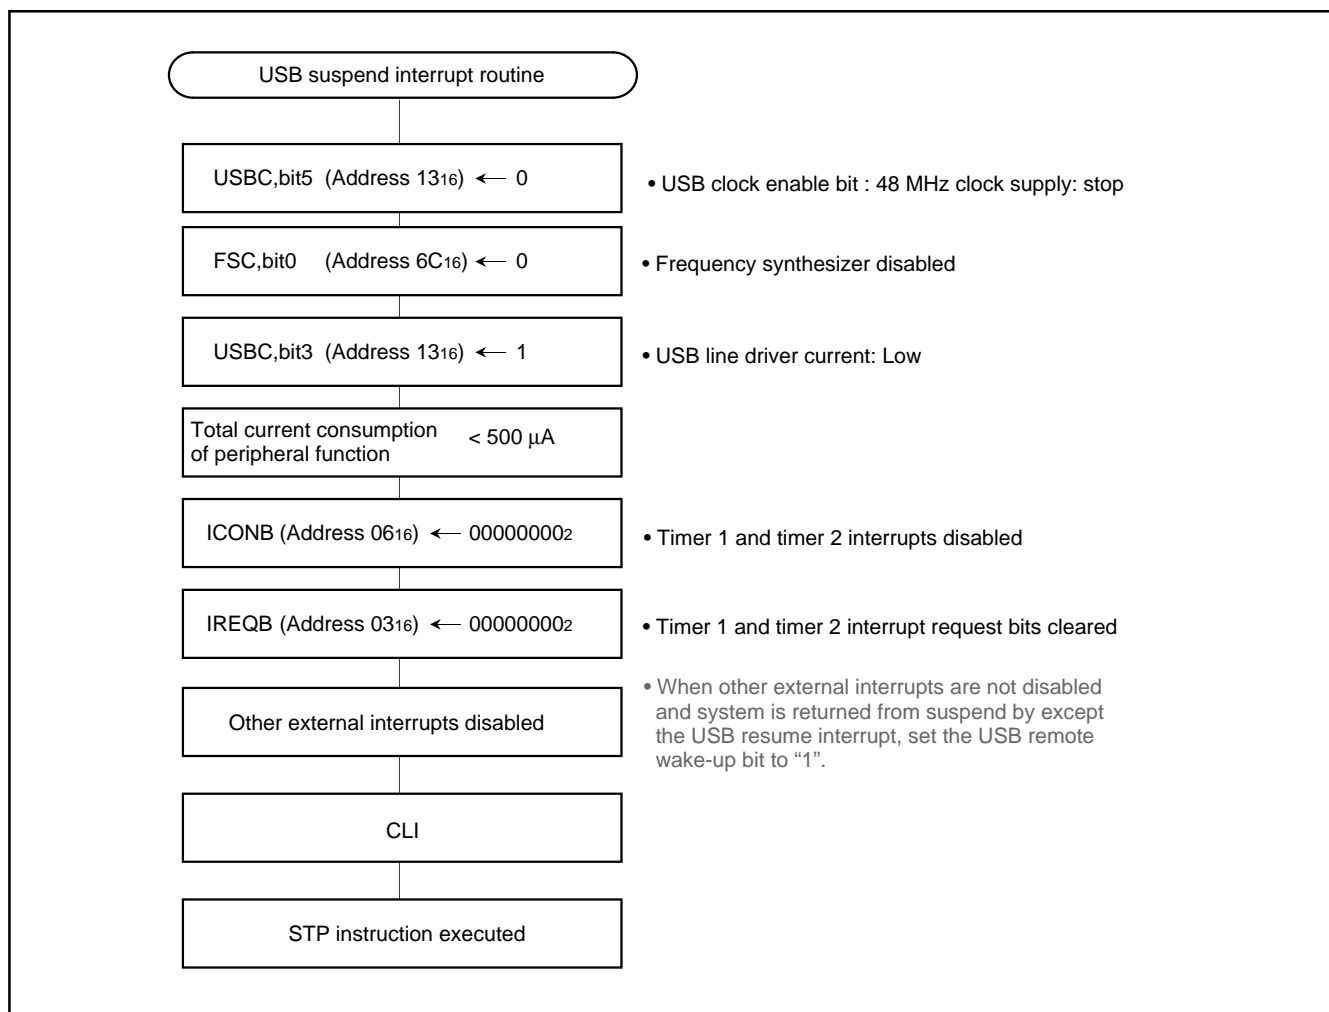 USB suspend interrupt routine
USBC,bit5 (Address 1316) ← 0
• USB clock enable bit : 48 MHz clock supply: stop
FSC,bit0 (Address 6C16) ← 0
• Frequency synthesizer disabled
USBC,bit3 (Address 1316) ← 1
• USB line driver current: Low
Total current consumption
of peripheral function
< 500 μA
ICONB (Address 0616) ← 000000002
• Timer 1 and timer 2 interrupts disabled
IREQB (Address 0316) ← 000000002
• Timer 1 and timer 2 interrupt request bits cleared
Other external interrupts disabled
• When other external interrupts are not disabled
and system is returned from suspend by except
the USB resume interrupt, set the USB remote
wake-up bit to “1”.
CLI
STP instruction executed